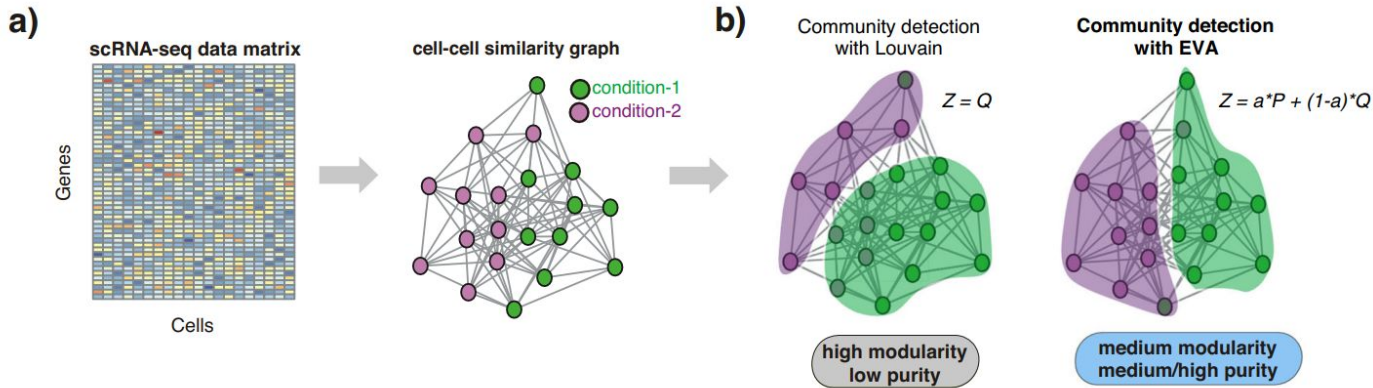 a)
scRNA-seq data matrix
Genes
Cells
cell-cell similarity graph
condition-1
condition-2
b)
Community detection
with Louvain
Z = Q
high modularity
low purity
Community detection
with EVA
Z = a*P + (1-a)*Q
medium modularity
medium/high purity